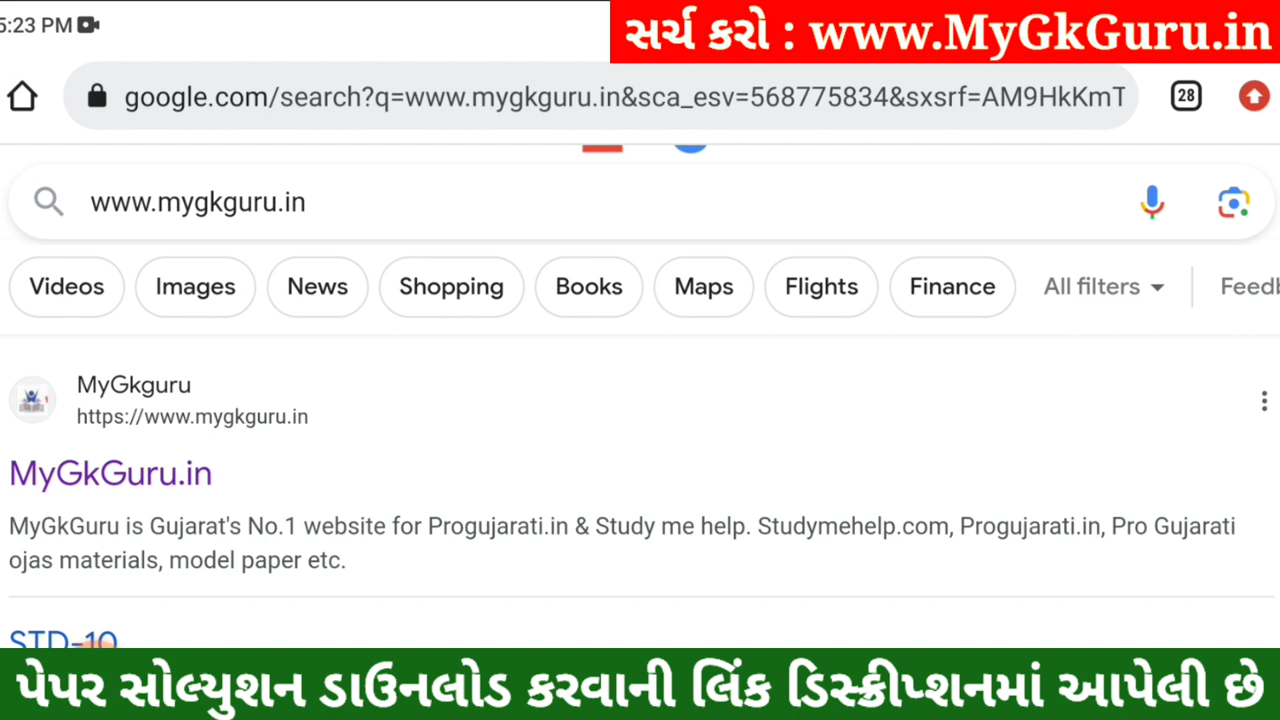 5:23 PM
સર્ચ કરો : www.MyGkGuru.in
google.com/search?q=www.mygkguru.in&sca_esv=568775834&sxsrf=AM9HkKmT
28
www.mygkguru.in
Videos Images News Shopping Books Maps Flights Finance All filters Feedb
MyGkguru
https://www.mygkguru.in
MyGkGuru.in
MyGkGuru is Gujarat's No.1 website for Progujarati.in & Study me help. Studymehelp.com, Progujarati.in, Pro Gujarati
ojas materials, model paper etc.
STD-10
પેપર સોલ્યુશન ડાઉનલોડ કરવાની લિંક ડિસ્ક્રીપ્શનમાં આપેલી છે